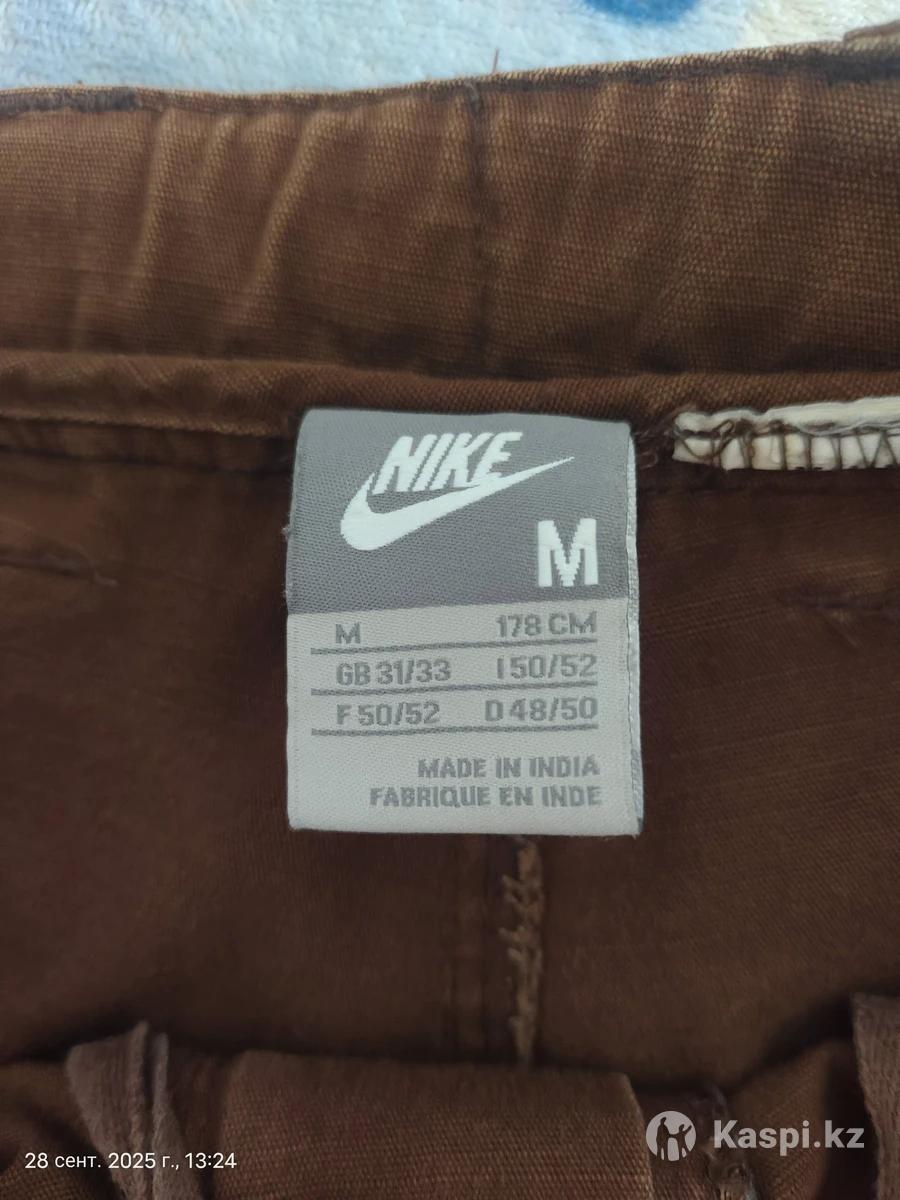 NIKE
M
M 178 CM
GB 31/33 I 50/52
F 50/52 D 48/50
MADE IN INDIA
FABRIQUE EN INDE
28 сент. 2025 г., 13:24
Kaspi.kz